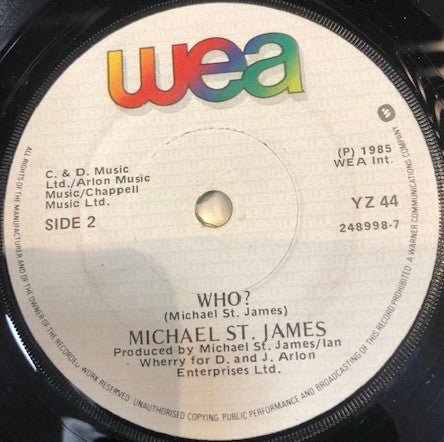 wea
C. & D. Music
Ltd./Arlon Music
Music/Chappell
Music Ltd.
SIDE 2
(P) 1985
WEA Int.
YZ 44
248998-7
WHO?
(Michael St. James)
MICHAEL ST. JAMES
Produced by Michael St. James/Ian
Wherry for D. and J. Arlon
Enterprises Ltd.
ALL RIGHTS OF THE MANUFACTURER AND OF THE OWNER OF THE RECORDED WORK RESERVED UNAUTHORISED COPYING PUBLIC PERFORMANCE AND BROADCASTING OF THIS RECORD PROHIBITED A WARNER COMMUNICATIONS COMPANY